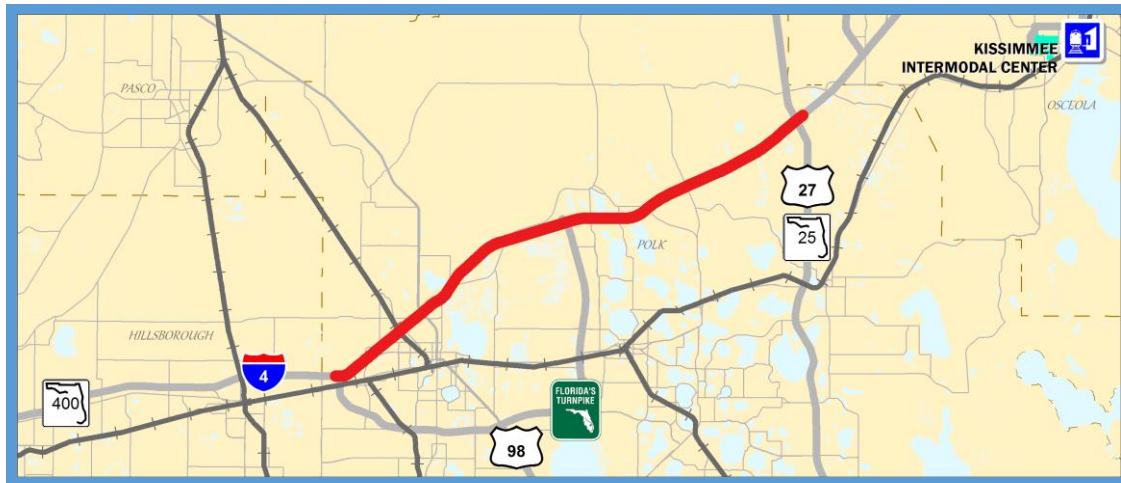 KISSIMMEE
INTERMODAL CENTER
PASCO
OSCEOLA
27
25
POLK
HILLSBOROUGH
4
400
FLORIDA'S
TURNPIKE
98